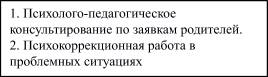 1. Психолого-педагогическое
консультирование по заявкам родителей.
2. Психокоррекционная работа в
проблемных ситуациях